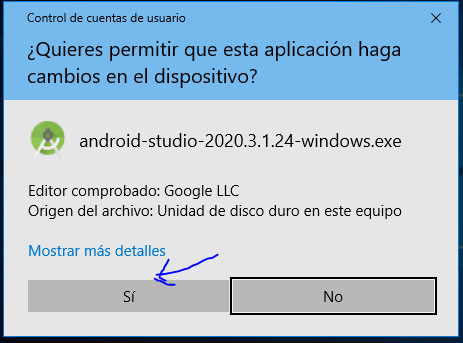 Control de cuentas de usuario
¿Quieres permitir que esta aplicación haga
cambios en el dispositivo?
android-studio-2020.3.1.24-windows.exe
Editor comprobado: Google LLC
Origen del archivo: Unidad de disco duro en este equipo
Mostrar más detalles
Sí
No